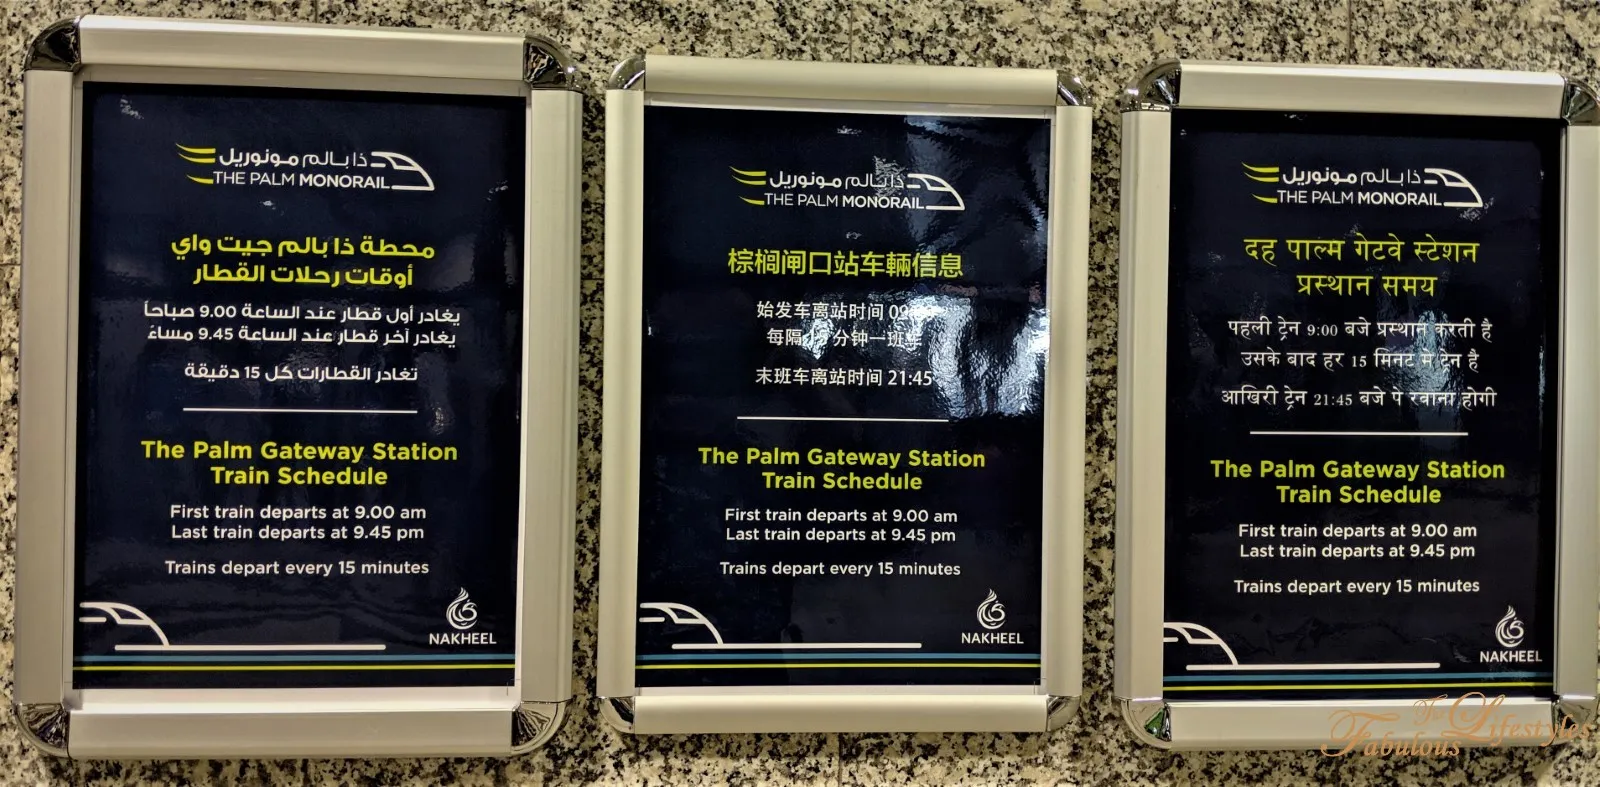 ذا بالم مونوريل
THE PALM MONORAIL
محطة ذا بالم جيت واي
أوقات رحلات القطار
يغادر أول قطار عند الساعة 9.00 صباحاً
يغادر آخر قطار عند الساعة 9.45 مساءً
تغادر القطارات كل 15 دقيقة
The Palm Gateway Station
Train Schedule
First train departs at 9.00 am
Last train departs at 9.45 pm
Trains depart every 15 minutes
NAKHEEL
ذا بالم مونوريل
THE PALM MONORAIL
棕榈闸口站车輛信息
始发车离站时间
每隔 分钟一班车
末班车离站时间 21:45
The Palm Gateway Station
Train Schedule
First train departs at 9.00 am
Last train departs at 9.45 pm
Trains depart every 15 minutes
NAKHEEL
ذا بالم مونوريل
THE PALM MONORAIL
दह पाल्म गेटवे स्टेशन
प्रस्थान समय
पहली ट्रेन 9:00 बजे प्रस्थान करती है
उसके बाद हर 15 मिनट मे ट्रेन है
आखिरी ट्रेन 21:45 बजे पे रवाना होगी
The Palm Gateway Station
Train Schedule
First train departs at 9.00 am
Last train departs at 9.45 pm
Trains depart every 15 minutes
NAKHEEL
The Fabulous Lifestyles